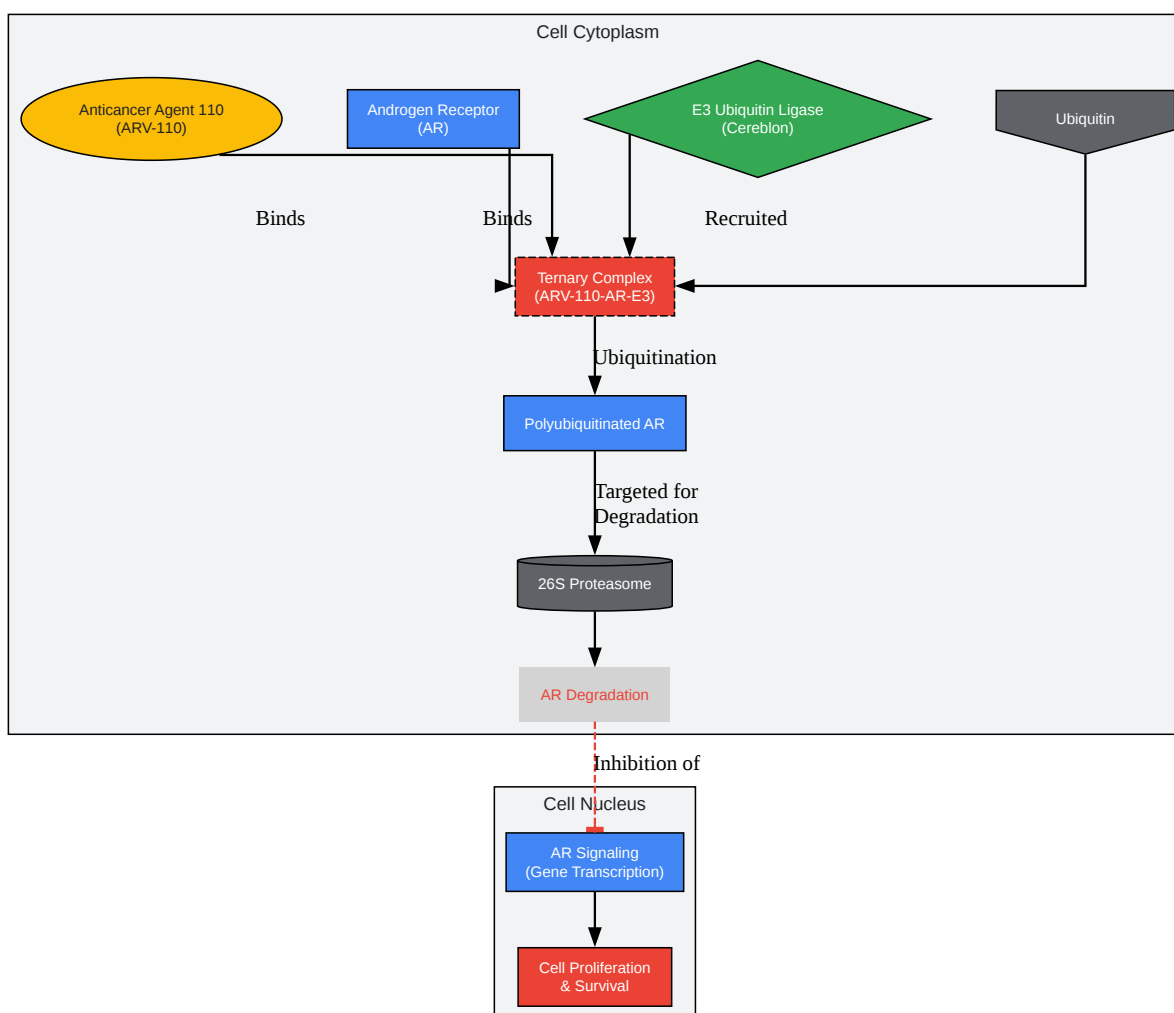 Cell Cytoplasm
Anticancer Agent 110
(ARV-110)
Androgen Receptor
(AR)
E3 Ubiquitin Ligase
(Cereblon)
Ubiquitin
Binds
Binds
Recruited
Ternary Complex
(ARV-110-AR-E3)
Ubiquitination
Polyubiquitinated AR
Targeted for
Degradation
26S Proteasome
AR Degradation
Inhibition of
Cell Nucleus
AR Signaling
(Gene Transcription)
Cell Proliferation
& Survival